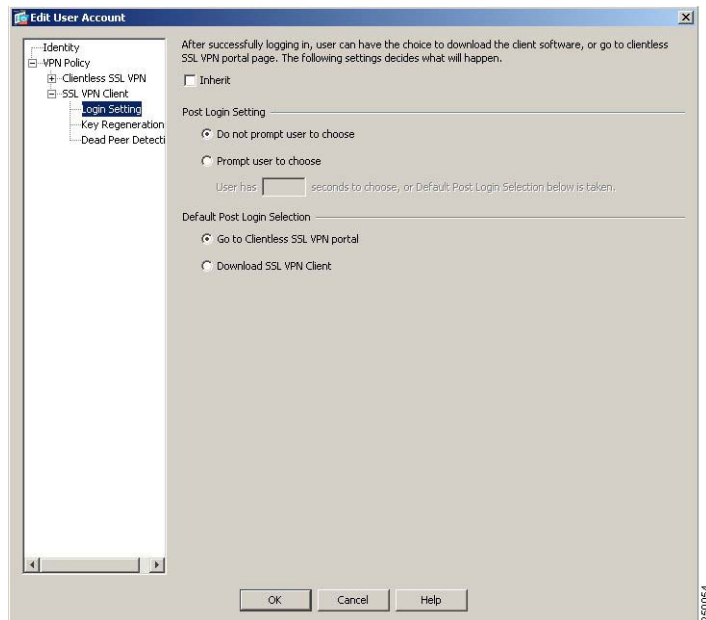 Edit User Account
Identity
VPN Policy
Clientless SSL VPN
SSL VPN Client
Login Setting
Key Regeneration
Dead Peer Detecti
After successfully logging in, user can have the choice to download the client software, or go to clientless
SSL VPN portal page. The following settings decides what will happen.
Inherit
Post Login Setting
Do not prompt user to choose
Prompt user to choose
User has seconds to choose, or Default Post Login Selection below is taken.
Default Post Login Selection
Go to Clientless SSL VPN portal
Download SSL VPN Client
OK Cancel Help